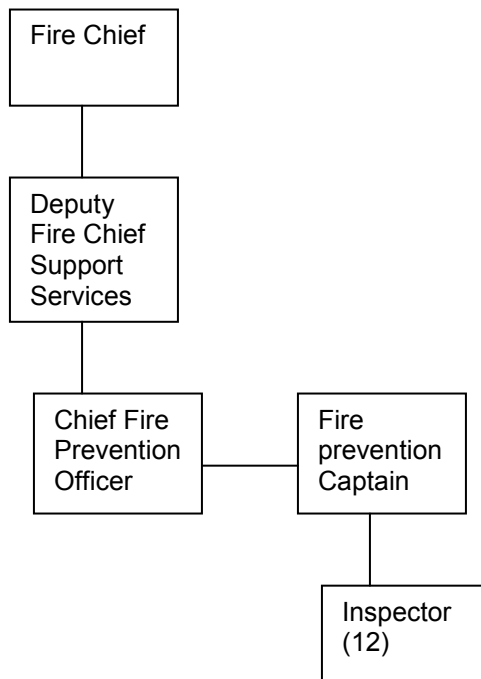 Fire Chief
Deputy
Fire Chief
Support
Services
Chief Fire
Prevention
Officer
Fire
prevention
Captain
Inspector
(12)